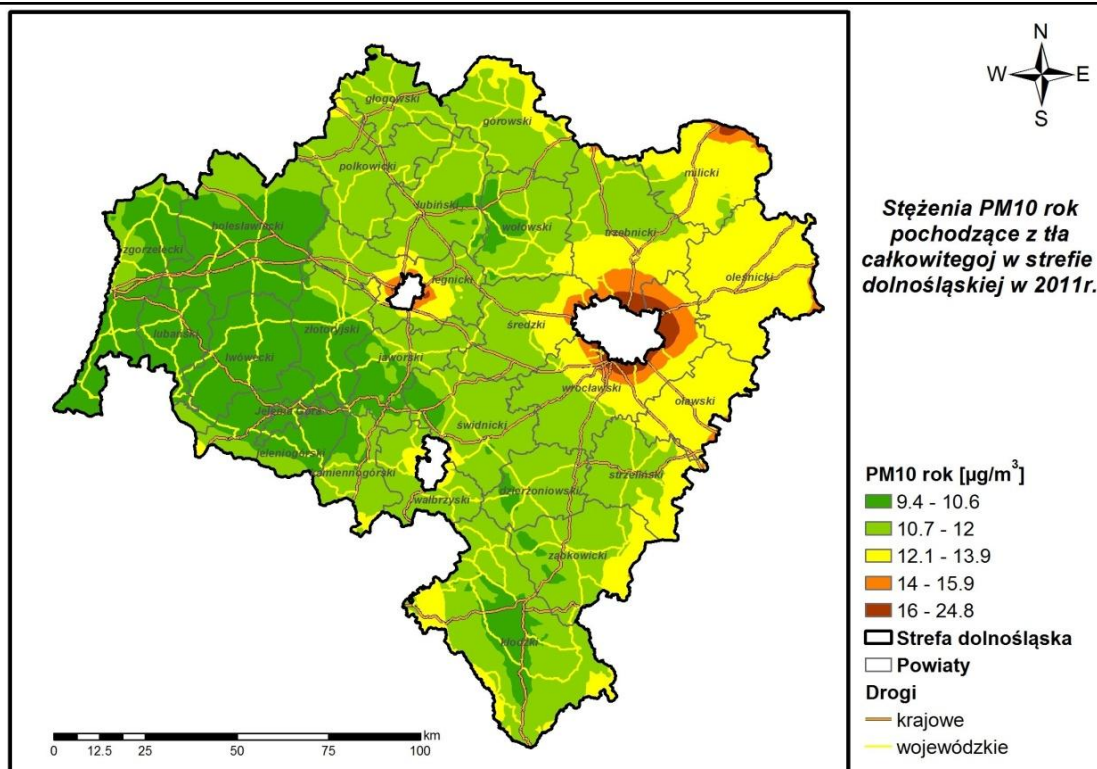 N
W E
S
Stężenia PM10 rok
pochodzące z tła
całkowitegoj w strefie
dolnośląskiej w 2011r.
głogowski
górowski
polkowicki
milicki
lubiński
bolesławiecki
wołowski
trzebnicki
zgorzelecki
oleśnicki
legnicki
średzki
złotoryjski
lubański
lwówecki
jaworski
wrocławski
oławski
Jelenia Góra
świdnicki
jeleniogórski
kamiennogórski
strzeliński
dzierżoniowski
wałbrzyski
ząbkowicki
kłodzki
PM10 rok [µg/m³]
9.4 - 10.6
10.7 - 12
12.1 - 13.9
14 - 15.9
16 - 24.8
Strefa dolnośląska
Powiaty
Drogi
krajowe
wojewódzkie
km
0 12.5 25 50 75 100